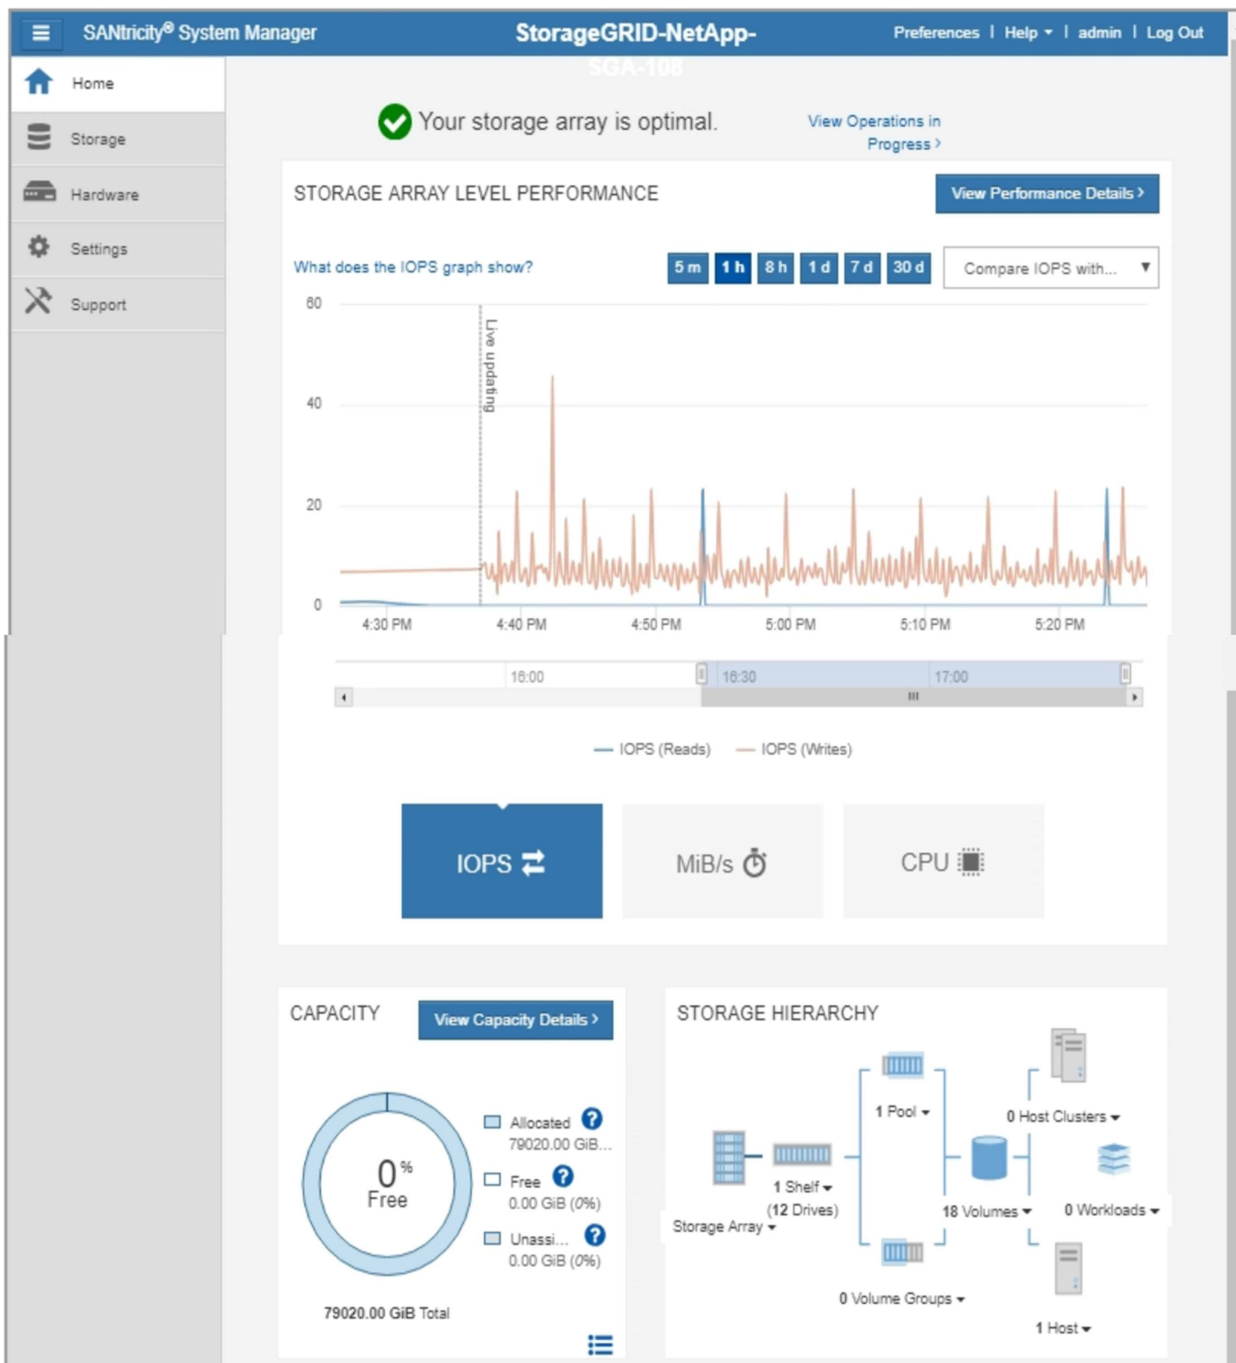 SANtricity® System Manager
StorageGRID-NetApp-
SGA-108
Preferences | Help | admin | Log Out
Home
Storage
Hardware
Settings
Support
Your storage array is optimal.
View Operations in
Progress >
STORAGE ARRAY LEVEL PERFORMANCE
View Performance Details >
What does the IOPS graph show?
5 m 1 h 8 h 1 d 7 d 30 d
Compare IOPS with...
60
40
20
0
Live updating
4:30 PM 4:40 PM 4:50 PM 5:00 PM 5:10 PM 5:20 PM
16:00 16:30 17:00
IOPS (Reads) IOPS (Writes)
IOPS
MiB/s
CPU
CAPACITY
View Capacity Details >
0%
Free
Allocated ?
79020.00 GiB...
Free ?
0.00 GiB (0%)
Unassi... ?
0.00 GiB (0%)
79020.00 GiB Total
STORAGE HIERARCHY
1 Pool
0 Host Clusters
1 Shelf
(12 Drives)
Storage Array
18 Volumes
0 Workloads
0 Volume Groups
1 Host